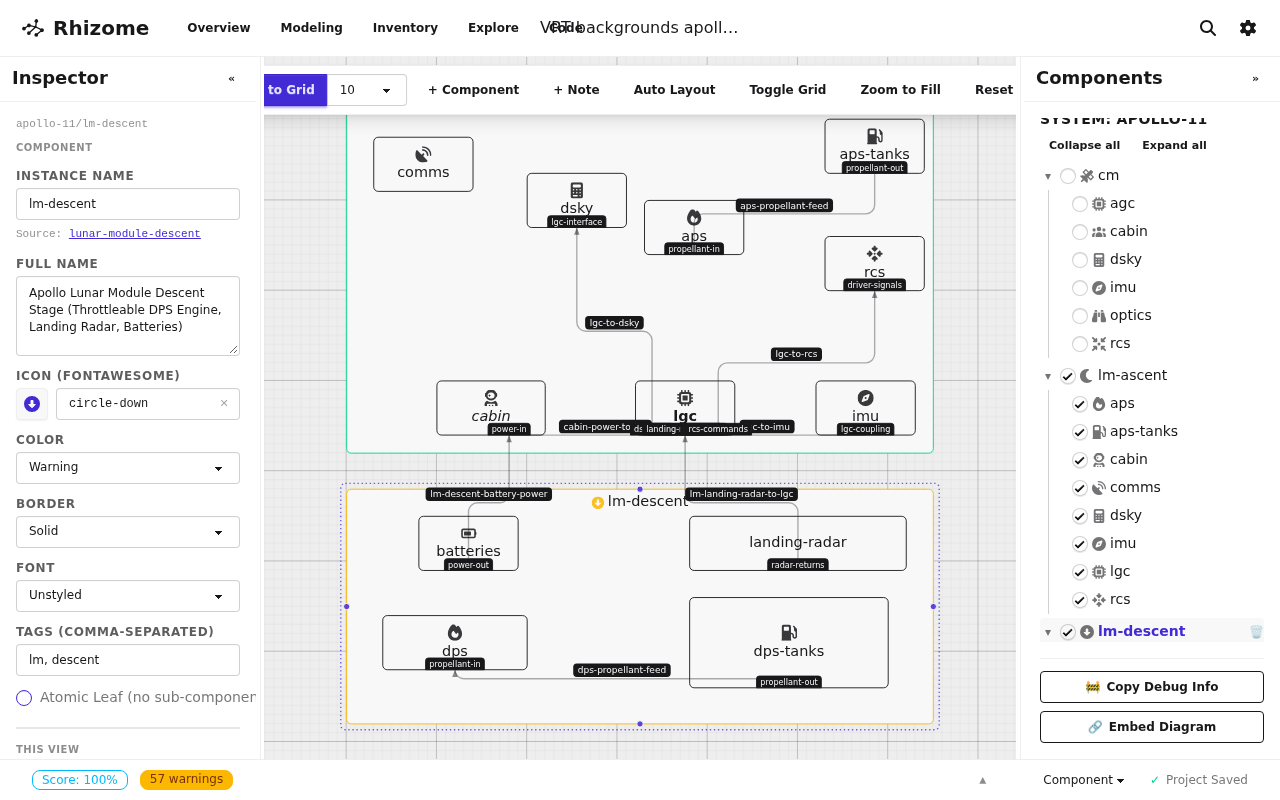 Rhizome
Overview
Modeling
Inventory
Explore
Code
VRT backgrounds apoll…
Inspector
«
apollo-11/lm-descent
COMPONENT
INSTANCE NAME
lm-descent
Source: lunar-module-descent
FULL NAME
Apollo Lunar Module Descent
Stage (Throttleable DPS Engine,
Landing Radar, Batteries)
ICON (FONTAWESOME)
circle-down
×
COLOR
Warning
BORDER
Solid
FONT
Unstyled
TAGS (COMMA-SEPARATED)
lm, descent
Atomic Leaf (no sub-componen
THIS VIEW
to Grid
10
+ Component
+ Note
Auto Layout
Toggle Grid
Zoom to Fill
Reset
comms
dsky
lgc-interface
aps-tanks
propellant-out
aps-propellant-feed
aps
propellant-in
rcs
driver-signals
lgc-to-dsky
lgc-to-rcs
cabin
power-in
cabin-power-to
lgc
ds
landing-
rcs-commands
c-to-imu
imu
lgc-coupling
lm-descent-battery-power
lm-landing-radar-to-lgc
lm-descent
batteries
power-out
landing-radar
radar-returns
dps
propellant-in
dps-propellant-feed
dps-tanks
propellant-out
Components
»
SYSTEM: APOLLO-11
Collapse all
Expand all
cm
agc
cabin
dsky
imu
optics
rcs
lm-ascent
aps
aps-tanks
cabin
comms
dsky
imu
lgc
rcs
lm-descent
Copy Debug Info
Embed Diagram
Score: 100%
57 warnings
Component
✓ Project Saved